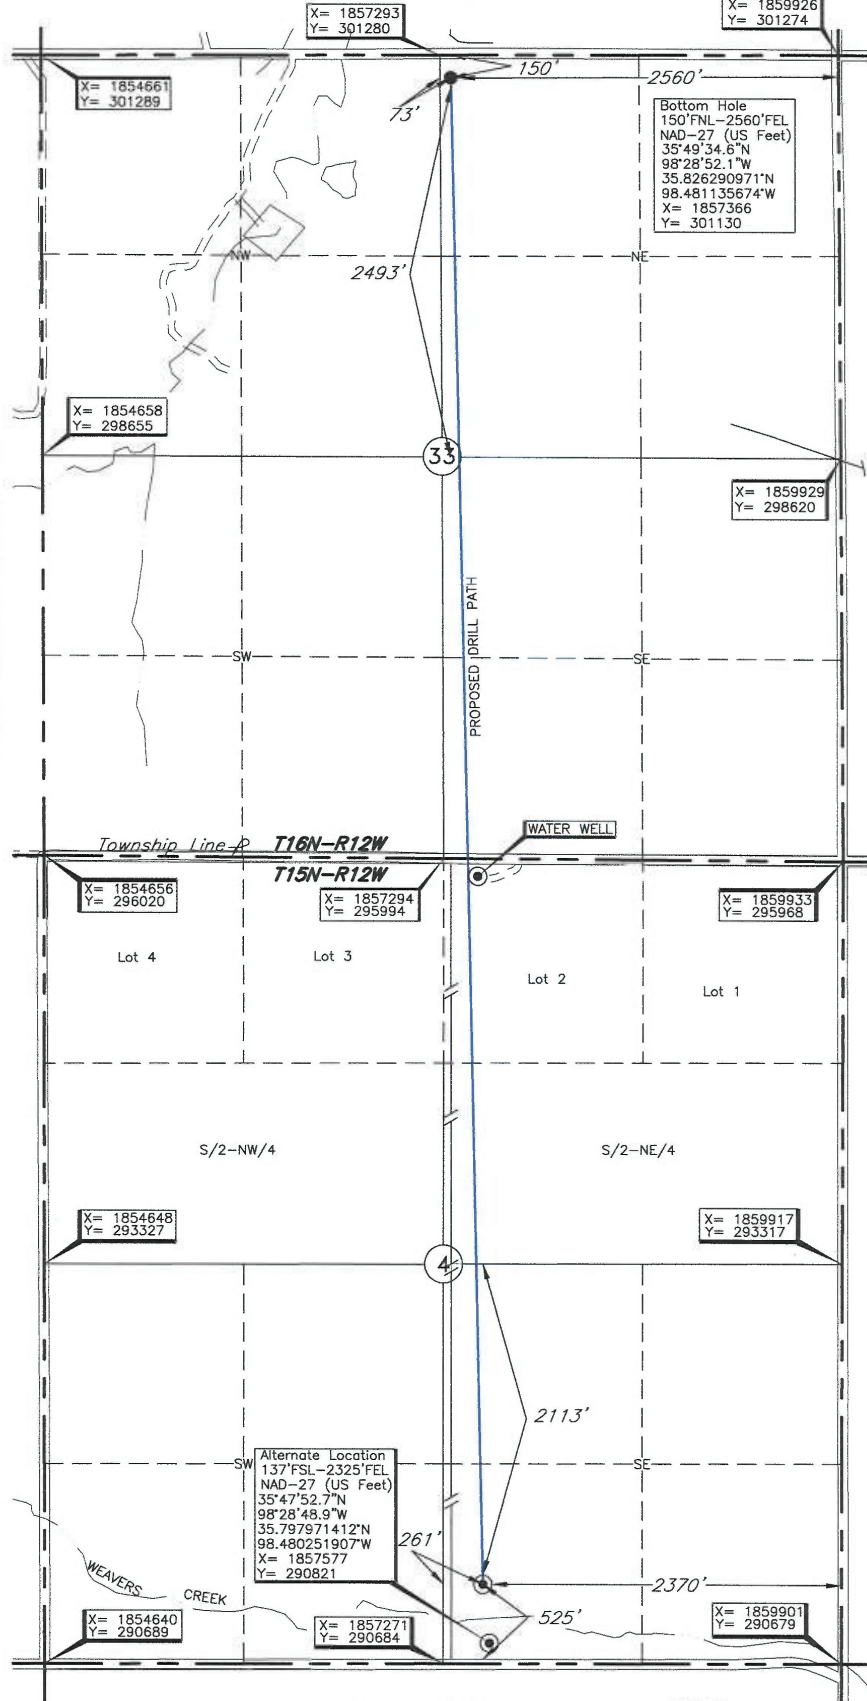 X= 1857293
Y= 301280
X= 1859926
Y= 301274
X= 1854661
Y= 301289
150'
2560'
73'
Bottom Hole
150'FNL-2560'FEL
NAD-27 (US Feet)
35°49'34.6"N
98°28'52.1"W
35.826290971°N
98.481135674°W
X= 1857366
Y= 301130
NW
NE
2493'
X= 1854658
Y= 298655
33
X= 1859929
Y= 298620
PROPOSED DRILL PATH
SW
SE
WATER WELL
Township Line
T16N-R12W
T15N-R12W
X= 1854656
Y= 296020
X= 1857294
Y= 295994
X= 1859933
Y= 295968
Lot 4
Lot 3
Lot 2
Lot 1
S/2-NW/4
S/2-NE/4
X= 1854648
Y= 293327
X= 1859917
Y= 293317
4
2113'
SW
SE
Alternate Location
137'FSL-2325'FEL
NAD-27 (US Feet)
35°47'52.7"N
98°28'48.9"W
35.797971412°N
98.480251907°W
X= 1857577
Y= 290821
261'
WEAVERS CREEK
2370'
525'
X= 1854640
Y= 290689
X= 1857271
Y= 290684
X= 1859901
Y= 290679